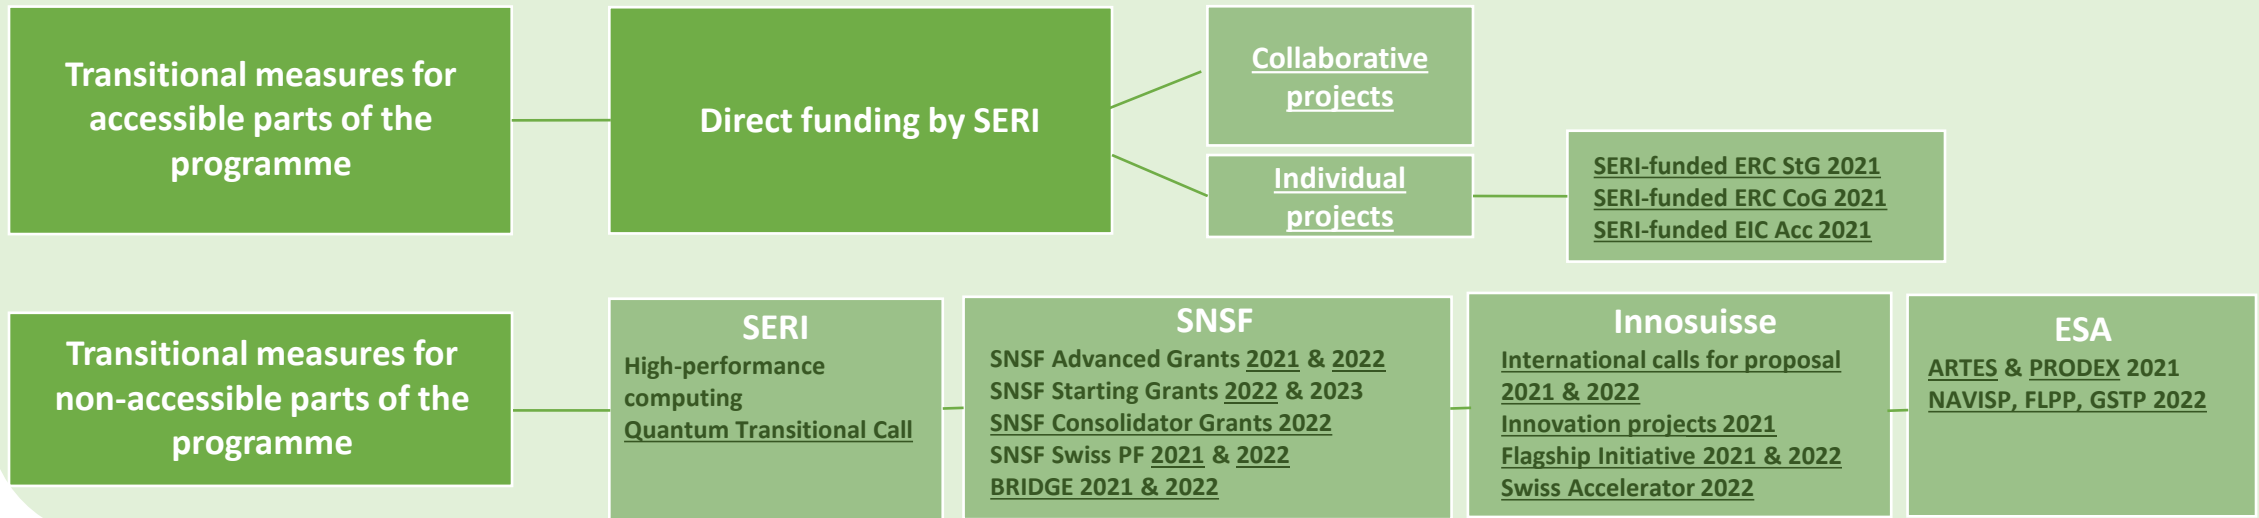 Transitional measures for
accessible parts of the
programme
Direct funding by SERI
Collaborative
projects
Individual
projects
SERI-funded ERC StG 2021
SERI-funded ERC CoG 2021
SERI-funded EIC Acc 2021
Transitional measures for
non-accessible parts of the
programme
SERI
High-performance
computing
Quantum Transitional Call
SNSF
SNSF Advanced Grants 2021 & 2022
SNSF Starting Grants 2022 & 2023
SNSF Consolidator Grants 2022
SNSF Swiss PF 2021 & 2022
BRIDGE 2021 & 2022
Innosuisse
International calls for proposal
2021 & 2022
Innovation projects 2021
Flagship Initiative 2021 & 2022
Swiss Accelerator 2022
ESA
ARTES & PRODEX 2021
NAVISP, FLPP, GSTP 2022